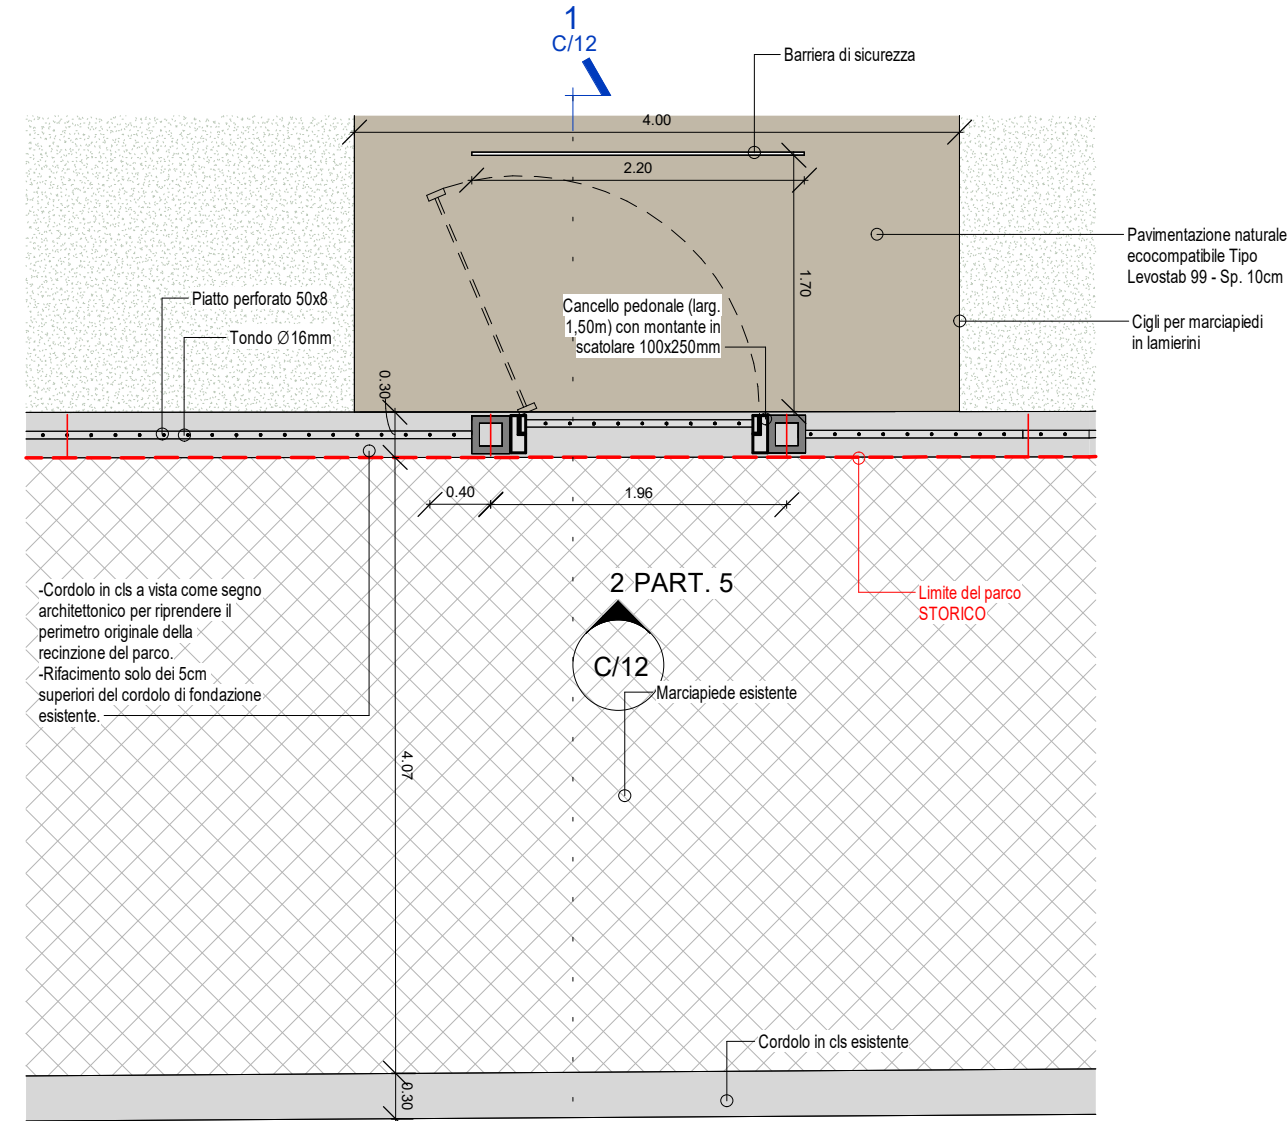 1
C/12
Barriera di sicurezza
4.00
2.20
Pavimentazione naturale
ecocompatibile Tipo
Levostab 99 - Sp. 10cm
1.70
Piatto perforato 50x8
Tondo ∅16mm
Cancello pedonale (larg.
1,50m) con montante in
scatolare 100x250mm
Cigli per marciapiedi
in lamierini
0.30
0.40
1.96
-Cordolo in cls a vista come segno
architettonico per riprendere il
perimetro originale della
recinzione del parco.
-Rifacimento solo dei 5cm
superiori del cordolo di fondazione
esistente.
2 PART. 5
C/12
Limite del parco
STORICO
Marciapiede esistente
4.07
Cordolo in cls esistente
0.30